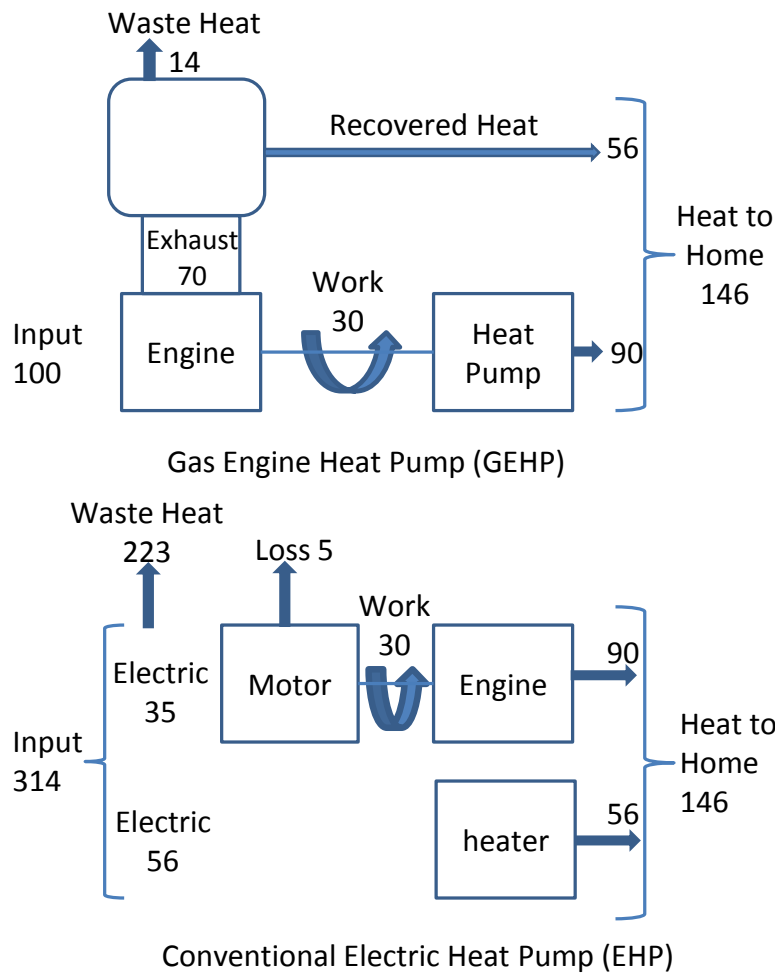 Waste Heat
14
Recovered Heat
56
Exhaust
70
Heat to
Home
146
Work
30
Input
100
Engine
Heat
Pump
90
Gas Engine Heat Pump (GEHP)
Waste Heat
223
Loss 5
Work
30
90
Electric
35
Motor
Engine
Input
314
Heat to
Home
146
Electric
56
heater
56
Conventional Electric Heat Pump (EHP)